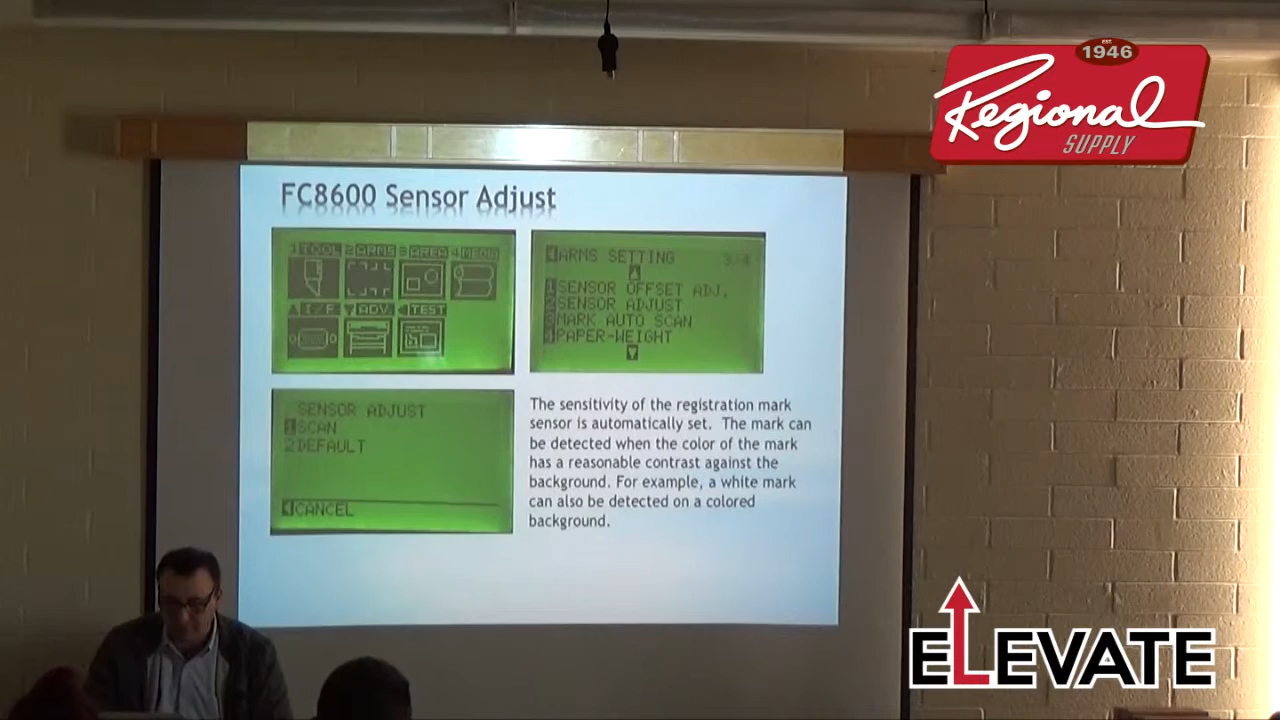 EST.
1946
Regional
SUPPLY
FC8600 Sensor Adjust
1 TOOL 2 ARMS 3 AREA 4 MEDIA
▲ I/F ▼ADV. ◀TEST
ARMS SETTING 3/4
▲
1 SENSOR OFFSET ADJ.
2 SENSOR ADJUST
3 MARK AUTO SCAN
4 PAPER-WEIGHT
▼
SENSOR ADJUST
1 SCAN
2 DEFAULT
CANCEL
The sensitivity of the registration mark
sensor is automatically set. The mark can
be detected when the color of the mark
has a reasonable contrast against the
background. For example, a white mark
can also be detected on a colored
background.
ELEVATE